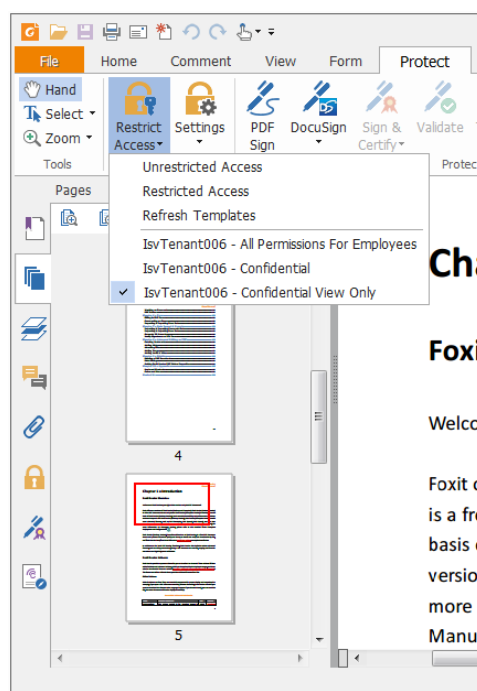 File Home Comment View Form Protect
Hand
Select
Zoom
Tools
Restrict Access
Settings
PDF Sign
DocuSign
Sign & Certify
Validate
Protec
Unrestricted Access
Restricted Access
Refresh Templates
IsvTenant006 - All Permissions For Employees
IsvTenant006 - Confidential
IsvTenant006 - Confidential View Only
Pages
4
5
Cha
Foxi
Welco
Foxit
is a fr
basis
versio
more
Manu